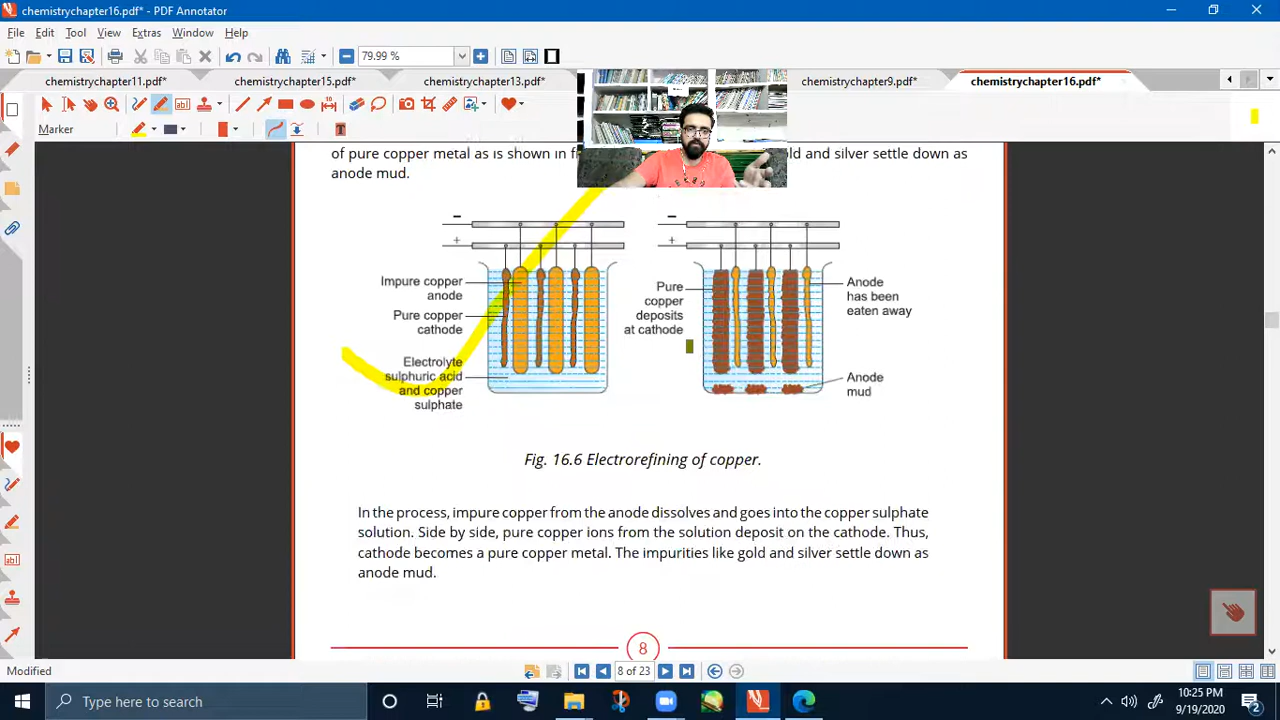 chemistrychapter16.pdf* - PDF Annotator
File Edit Tool View Extras Window Help
79.99 %
chemistrychapter11.pdf* chemistrychapter15.pdf* chemistrychapter13.pdf* chemistrychapter9.pdf* chemistrychapter16.pdf*
Marker
of pure copper metal as is shown in
and silver settle down as
anode mud.
−
+
Impure copper
anode
Pure copper
cathode
Electrolyte
sulphuric acid
and copper
sulphate
−
+
Pure
copper
deposits
at cathode
Anode
has been
eaten away
Anode
mud
Fig. 16.6 Electrorefining of copper.
In the process, impure copper from the anode dissolves and goes into the copper sulphate
solution. Side by side, pure copper ions from the solution deposit on the cathode. Thus,
cathode becomes a pure copper metal. The impurities like gold and silver settle down as
anode mud.
8
Modified
8 of 23
Type here to search
10:25 PM
9/19/2020
2